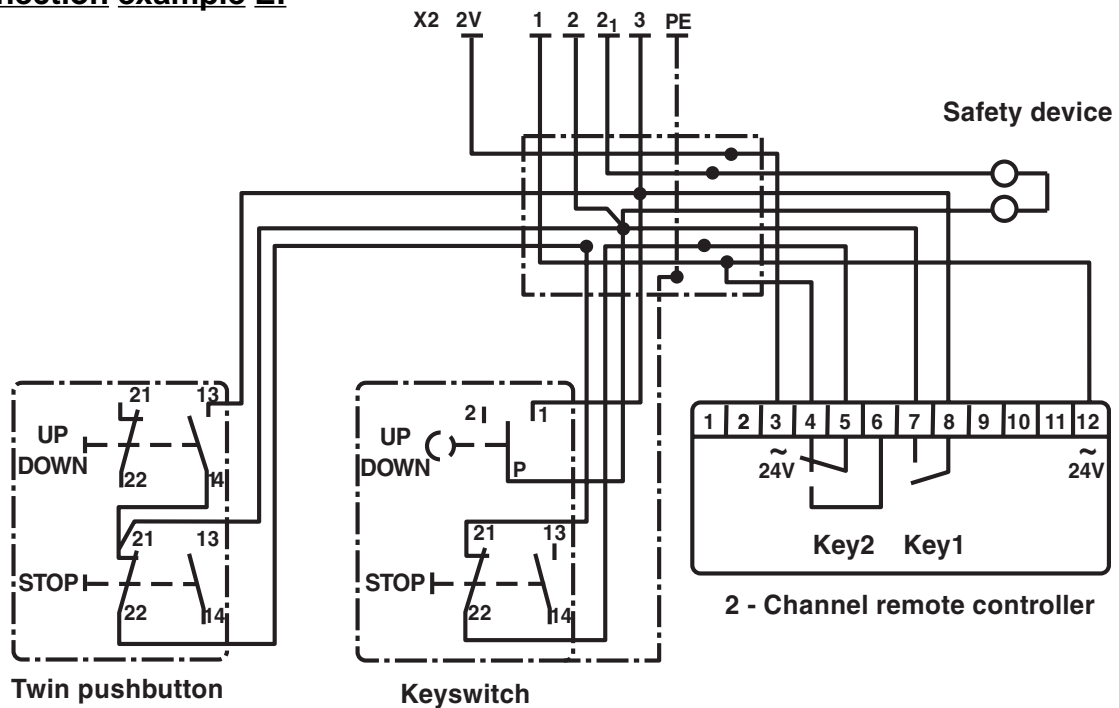 example 2.
X2 2V 1 2 2₁ 3 PE
Safety device
21 13
UP
DOWN
22 14
21 13
STOP
22 14
Twin pushbutton
2 1
UP
DOWN
P
21 13
STOP
22 14
Keyswitch
1 2 3 4 5 6 7 8 9 10 11 12
~ ~
24V 24V
Key2 Key1
2 - Channel remote controller